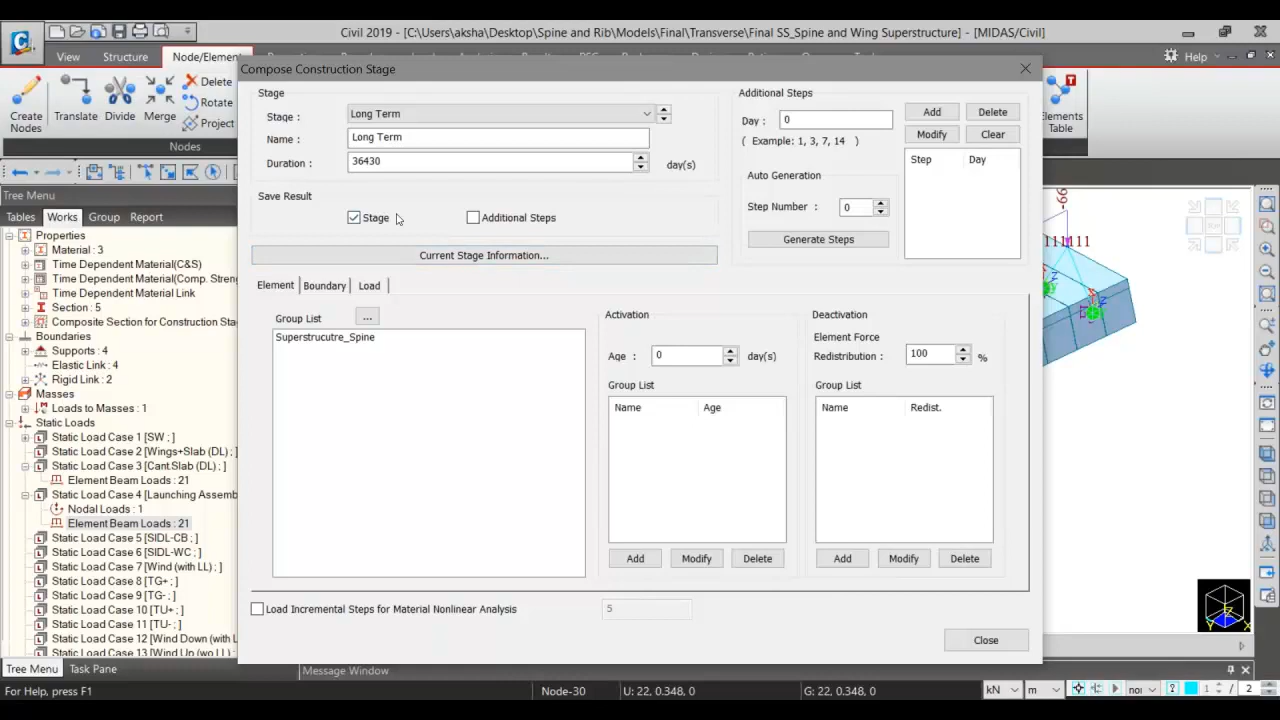 Civil 2019 - [C:\Users\aksha\Desktop\Spine and Rib\Models\Final\Transverse\Final SS_Spine and Wing Superstructure] - [MIDAS/Civil]
View
Structure
Node/Element
Help
Create Nodes
Translate
Divide
Merge
Delete
Rotate
Project
Nodes
Elements Table
Tree Menu
Tables
Works
Group
Report
Properties
Material : 3
Time Dependent Material(C&S)
Time Dependent Material(Comp. Streng
Time Dependent Material Link
Section : 5
Composite Section for Construction Sta
Boundaries
Supports : 4
Elastic Link : 4
Rigid Link : 2
Masses
Loads to Masses : 1
Static Loads
Static Load Case 1 [SW ; ]
Static Load Case 2 [Wings+Slab (DL) ; ]
Static Load Case 3 [Cant.Slab (DL) ; ]
Element Beam Loads : 21
Static Load Case 4 [Launching Assemb
Nodal Loads : 1
Element Beam Loads : 21
Static Load Case 5 [SIDL-CB ; ]
Static Load Case 6 [SIDL-WC ; ]
Static Load Case 7 [Wind (with LL) ; ]
Static Load Case 8 [TG+ ; ]
Static Load Case 9 [TG- ; ]
Static Load Case 10 [TU+ ; ]
Static Load Case 11 [TU- ; ]
Static Load Case 12 [Wind Down (with L
Static Load Case 13 [Wind Up (wo LL) ;
Tree Menu
Task Pane
Compose Construction Stage
Stage
Stage :
Long Term
Name :
Long Term
Duration :
36430
day(s)
Save Result
Stage
Additional Steps
Current Stage Information...
Additional Steps
Day :
0
Add
Delete
( Example: 1, 3, 7, 14 )
Modify
Clear
Step
Day
Auto Generation
Step Number :
0
Generate Steps
Element
Boundary
Load
Group List
...
Superstrucutre_Spine
Activation
Age :
0
day(s)
Group List
Name
Age
Add
Modify
Delete
Deactivation
Element Force
Redistribution :
100
%
Group List
Name
Redist.
Add
Modify
Delete
Load Incremental Steps for Material Nonlinear Analysis
5
Close
Message Window
For Help, press F1
Node-30
U: 22, 0.348, 0
G: 22, 0.348, 0
kN
m
nor
1
/
2